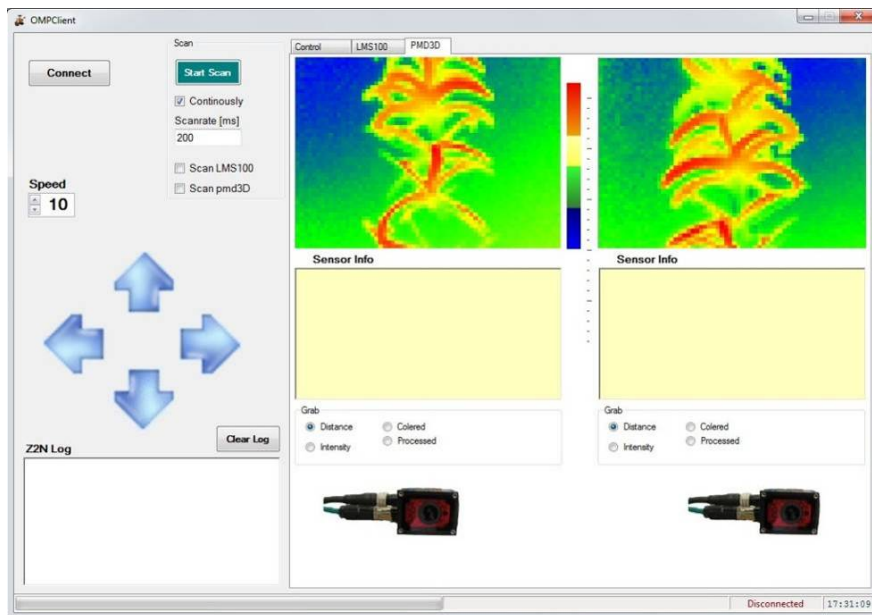 OMPClient
Connect
Scan
Start Scan
Continously
Scanrate [ms]
200
Scan LMS100
Scan pmd3D
Speed
10
Clear Log
Z2N Log
Control LMS100 PMD3D
Sensor Info
Grab
Distance Colered
Intensity Processed
Sensor Info
Grab
Distance Colered
Intensity Processed
Disconnected 17:31:09